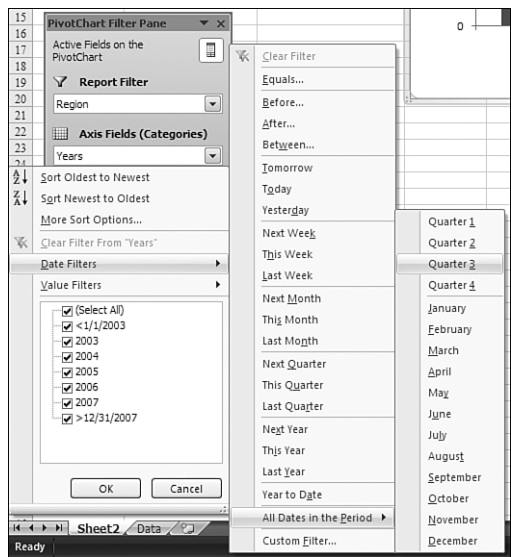 15
16
17
18
19
20
21
22
23
24
PivotChart Filter Pane
Active Fields on the
PivotChart
Report Filter
Region
Axis Fields (Categories)
Years
Sort Oldest to Newest
Sort Newest to Oldest
More Sort Options...
Clear Filter From "Years"
Date Filters
Value Filters
(Select All)
<1/1/2003
2003
2004
2005
2006
2007
>12/31/2007
OK Cancel
Sheet2 Data
Ready
0
Clear Filter
Equals...
Before...
After...
Between...
Tomorrow
Today
Yesterday
Next Week
This Week
Last Week
Next Month
This Month
Last Month
Next Quarter
This Quarter
Last Quarter
Next Year
This Year
Last Year
Year to Date
All Dates in the Period
Custom Filter...
Quarter 1
Quarter 2
Quarter 3
Quarter 4
January
February
March
April
May
June
July
August
September
October
November
December